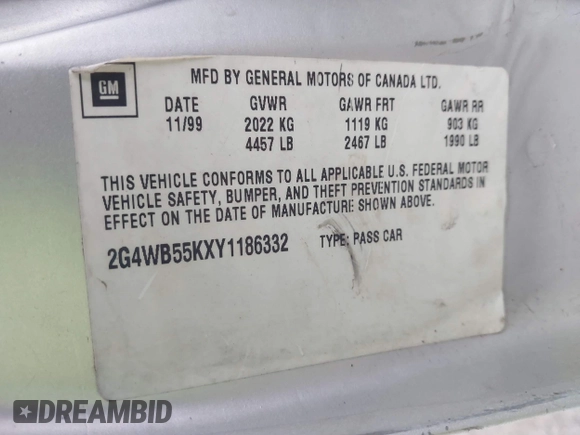 GM
MFD BY GENERAL MOTORS OF CANADA LTD.
DATE GVWR GAWR FRT GAWR RR
11/99 2022 KG 1119 KG 903 KG
4457 LB 2467 LB 1990 LB
THIS VEHICLE CONFORMS TO ALL APPLICABLE U.S. FEDERAL MOTOR
VEHICLE SAFETY, BUMPER, AND THEFT PREVENTION STANDARDS IN
EFFECT ON THE DATE OF MANUFACTURE SHOWN ABOVE.
2G4WB55KXY1186332 TYPE: PASS CAR
DREAMBID